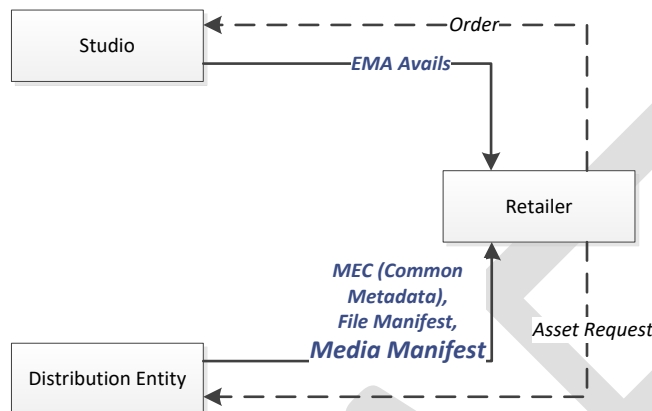 Order
Studio
EMA Avails
Retailer
MEC (Common
Metadata),
File Manifest,
Media Manifest
Asset Request
Distribution Entity